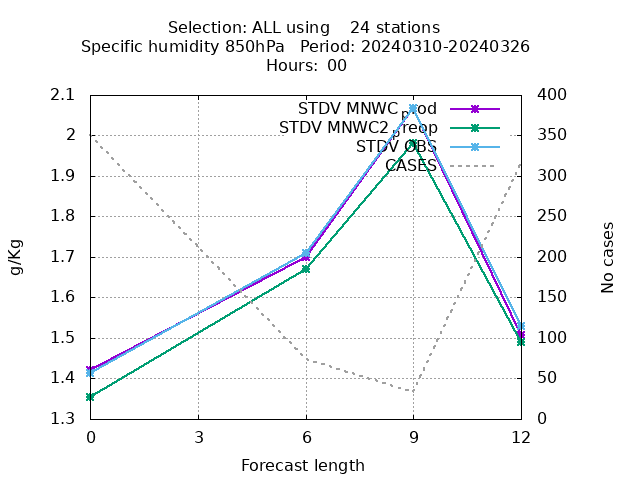 Selection: ALL using    24 stations
Specific humidity 850hPa   Period: 20240310-20240326
Hours: 00
STDV MNWC_prod
STDV MNWC2_preop
STDV OBS
CASES
2.1
2
1.9
1.8
1.7
1.6
1.5
1.4
1.3
400
350
300
250
200
150
100
50
0
g/Kg
No cases
0 3 6 9 12
Forecast length